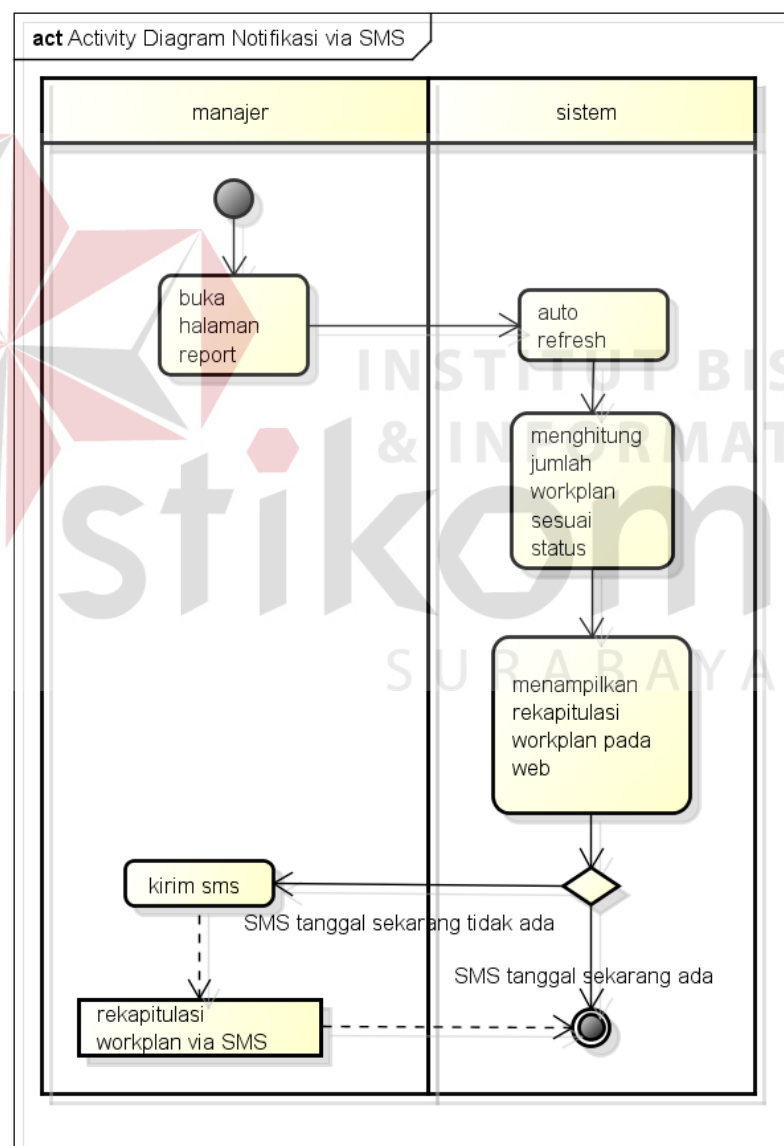 act Activity Diagram Notifikasi via SMS
manajer
sistem
buka
halaman
report
auto
refresh
INSTITUT BIS
& INFORMAT
stikom
SURABAYA
menghitung
jumlah
workplan
sesuai
status
menampilkan
rekapitulasi
workplan pada
web
kirim sms
SMS tanggal sekarang tidak ada
SMS tanggal sekarang ada
rekapitulasi
workplan via SMS